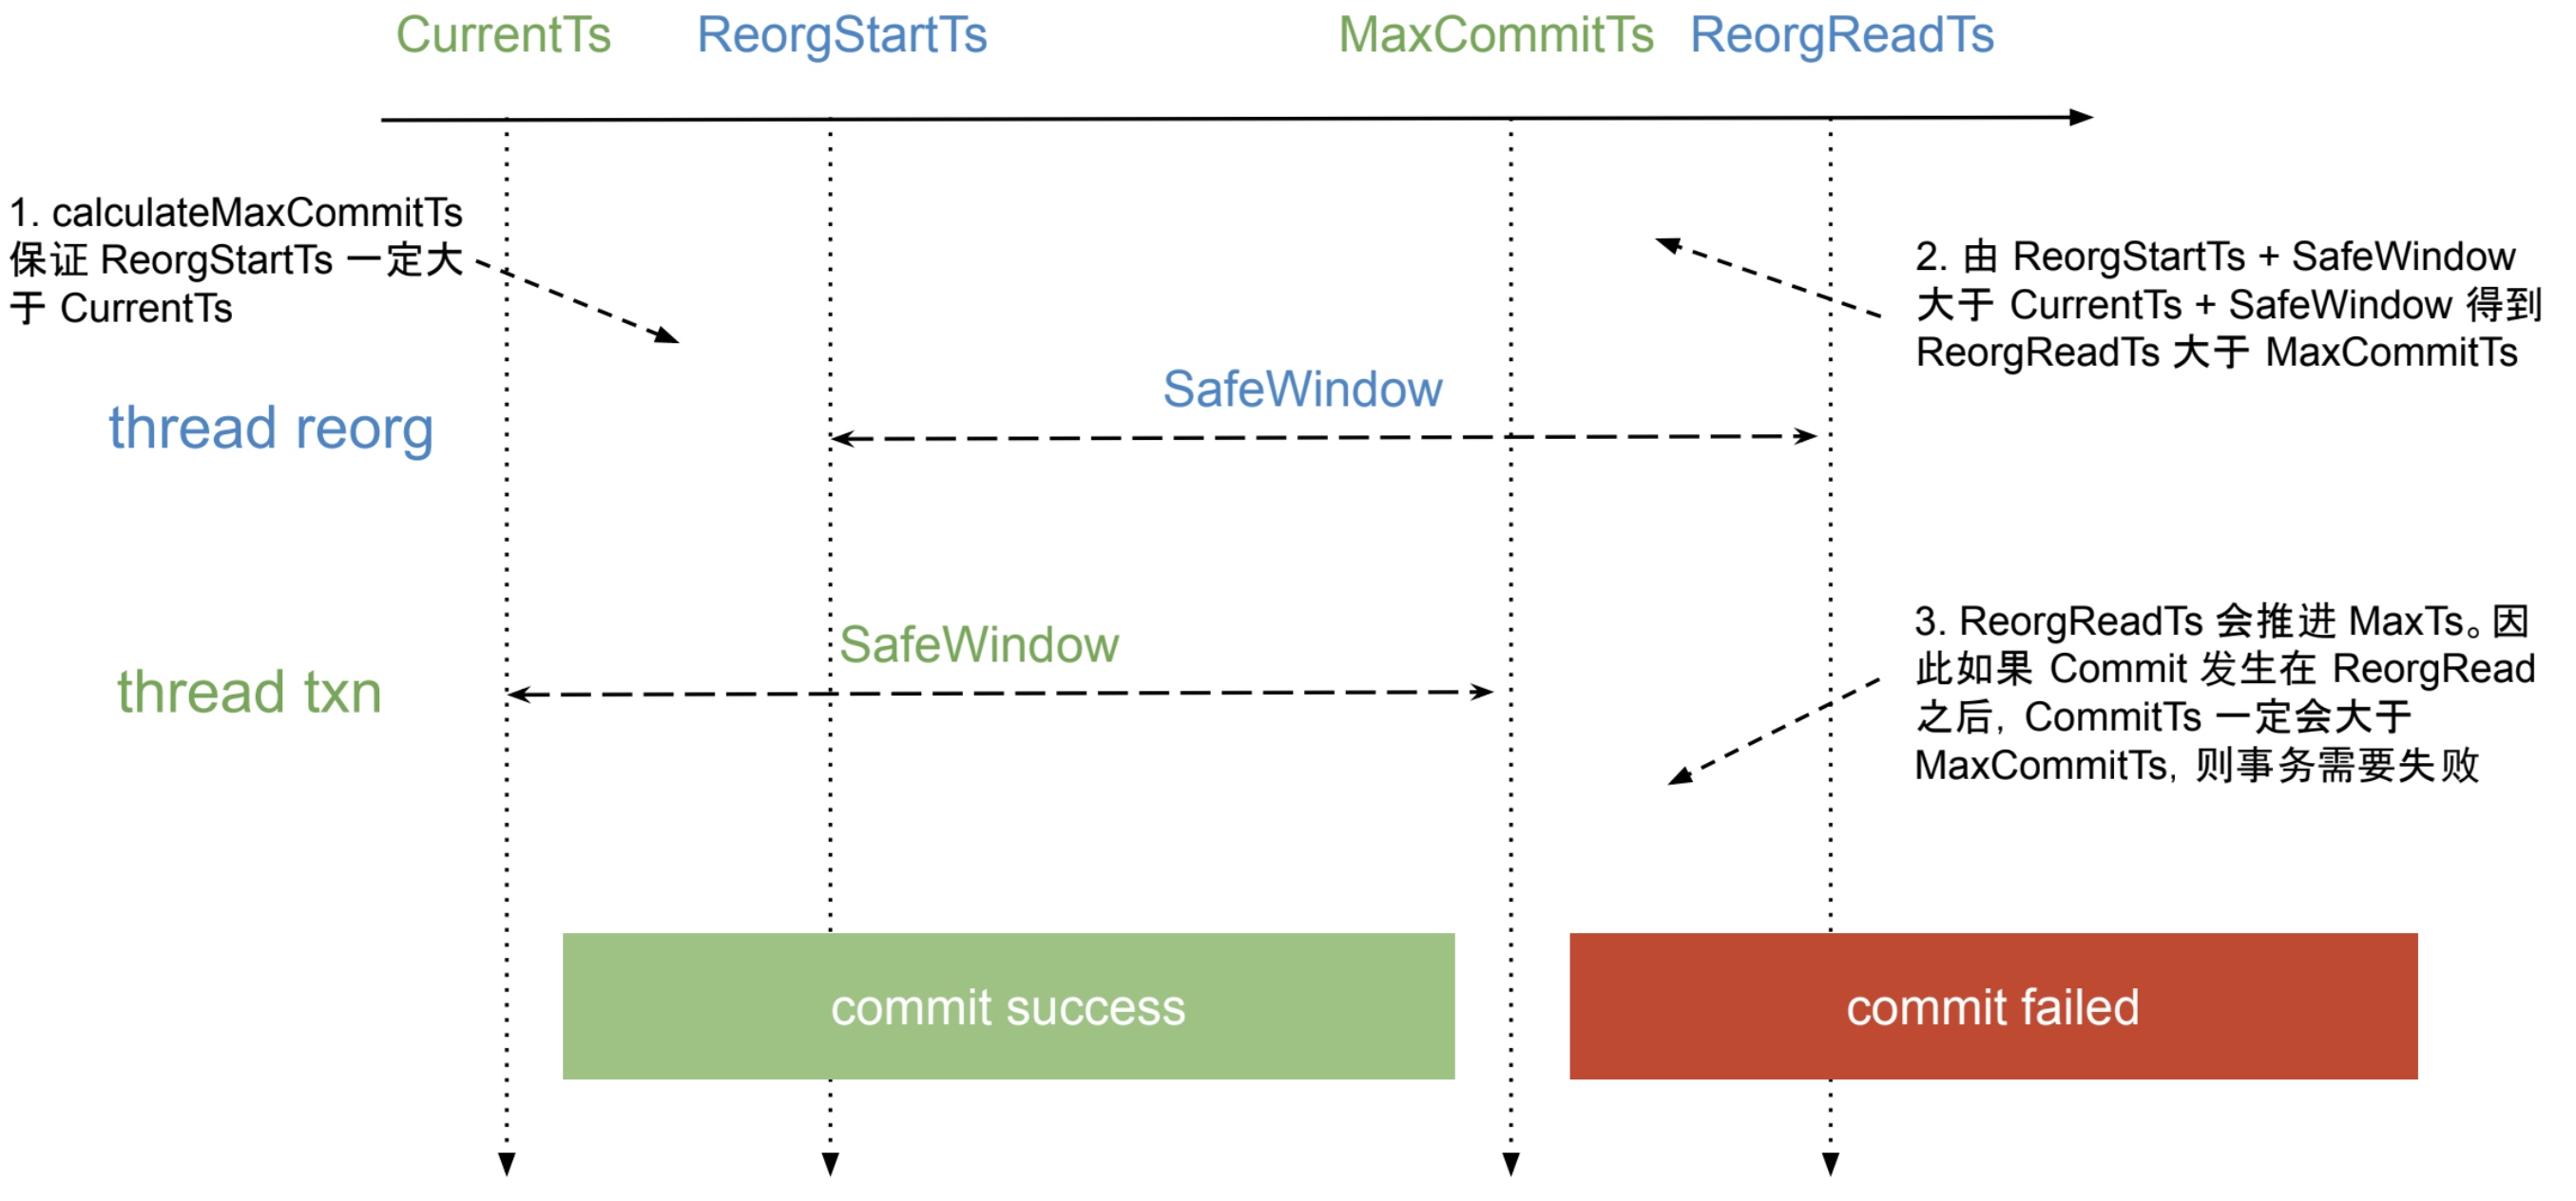 CurrentTs ReorgStartTs MaxCommitTs ReorgReadTs
1. calculateMaxCommitTs
保证 ReorgStartTs 一定大
于 CurrentTs
2. 由 ReorgStartTs + SafeWindow
大于 CurrentTs + SafeWindow 得到
ReorgReadTs 大于 MaxCommitTs
SafeWindow
thread reorg
3. ReorgReadTs 会推进 MaxTs。因
此如果 Commit 发生在 ReorgRead
之后，CommitTs 一定会大于
MaxCommitTs，则事务需要失败
SafeWindow
thread txn
commit success
commit failed